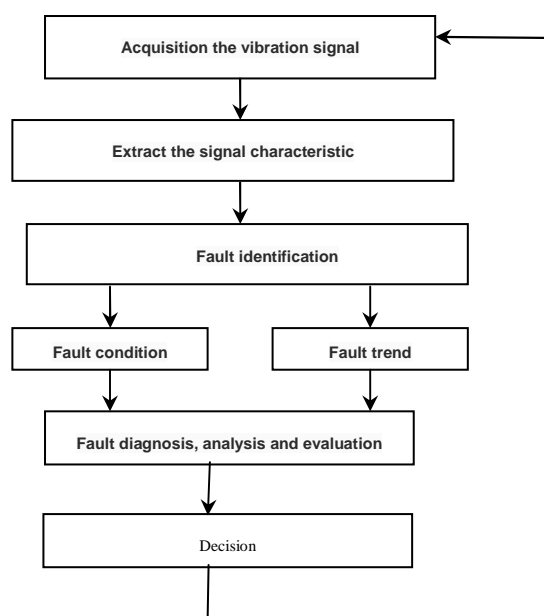 Acquisition the vibration signal
Extract the signal characteristic
Fault identification
Fault condition
Fault trend
Fault diagnosis, analysis and evaluation
Decision